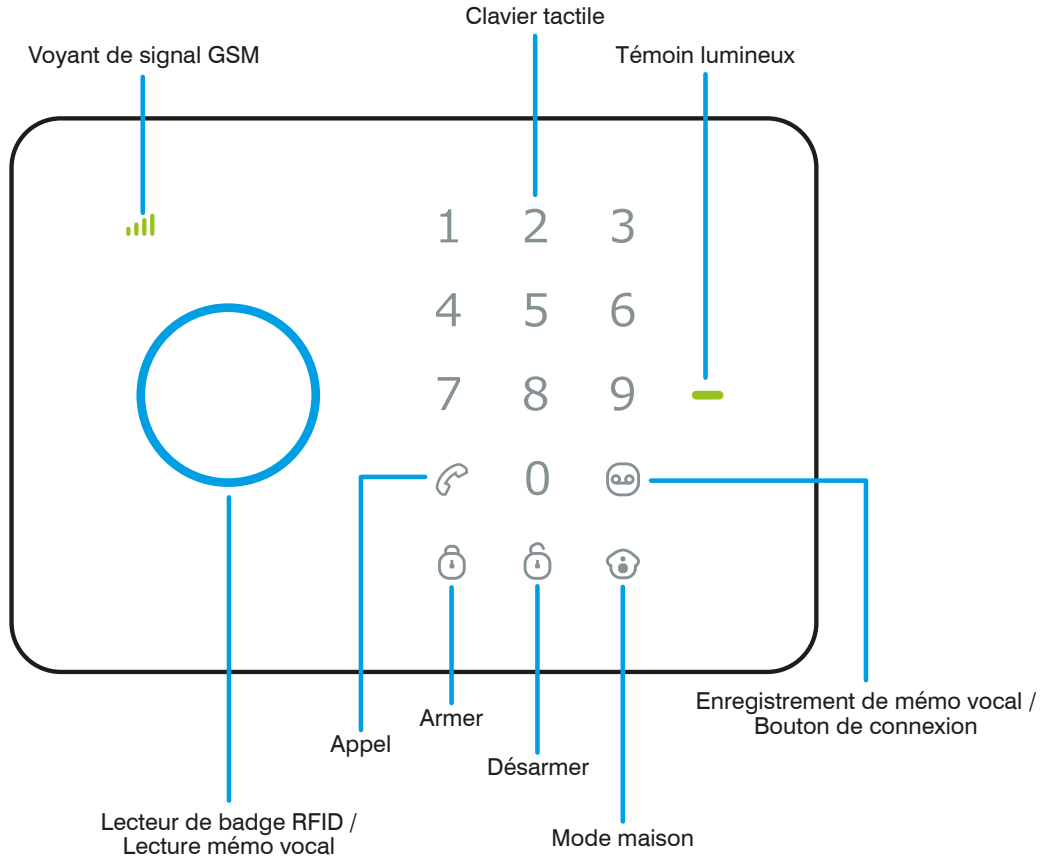 Clavier tactile
Voyant de signal GSM
Témoin lumineux
1 2 3
4 5 6
7 8 9
0
Enregistrement de mémo vocal /
Bouton de connexion
Armer
Appel
Désarmer
Lecteur de badge RFID /
Lecture mémo vocal
Mode maison